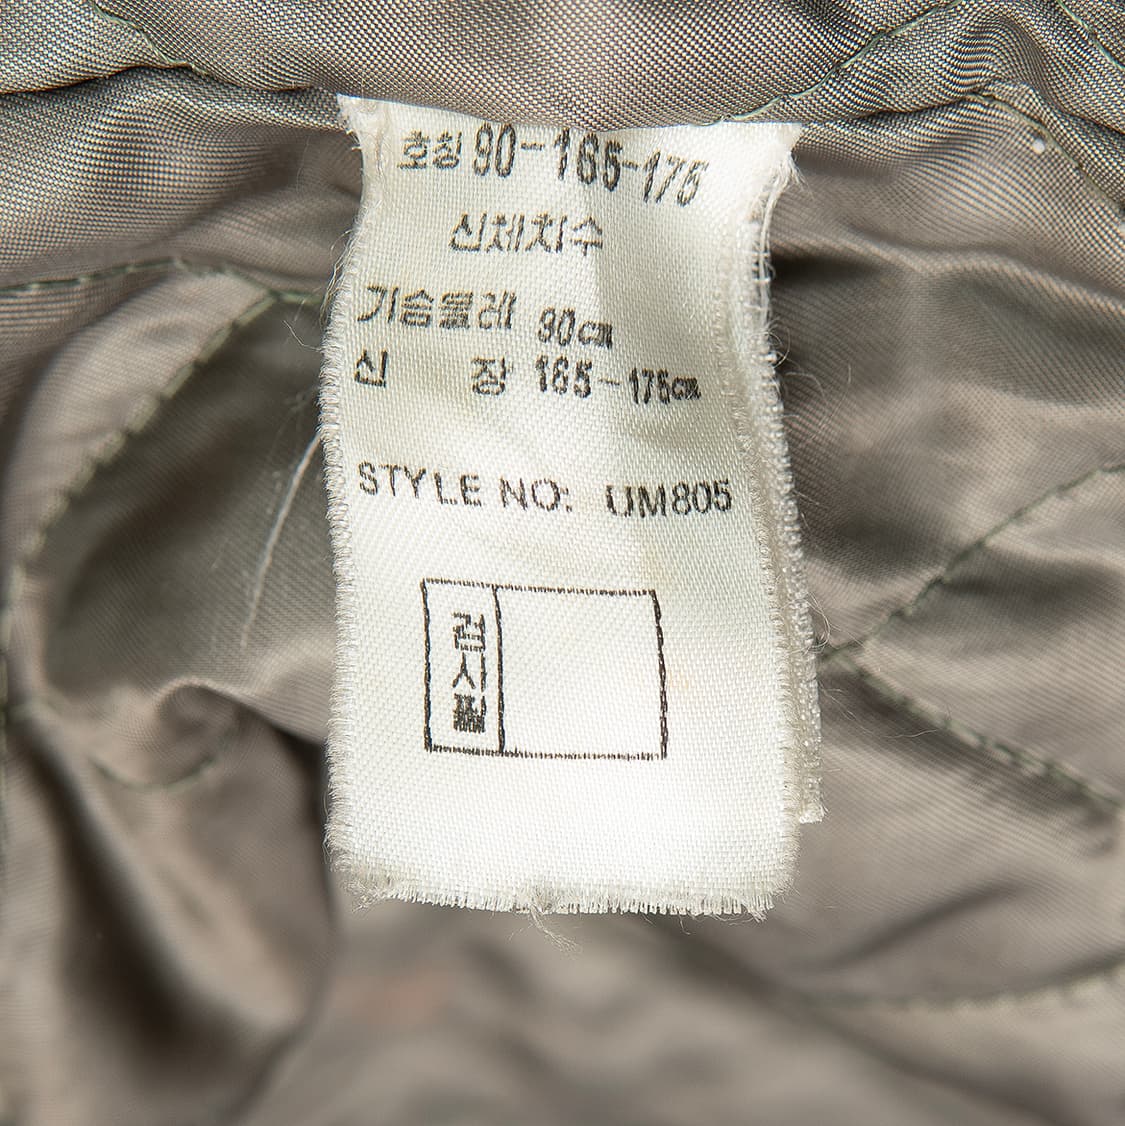 호칭 90-165-175
신체치수
가슴둘레 90cm
신 장 165-175cm
STYLE NO: UM805
검사필